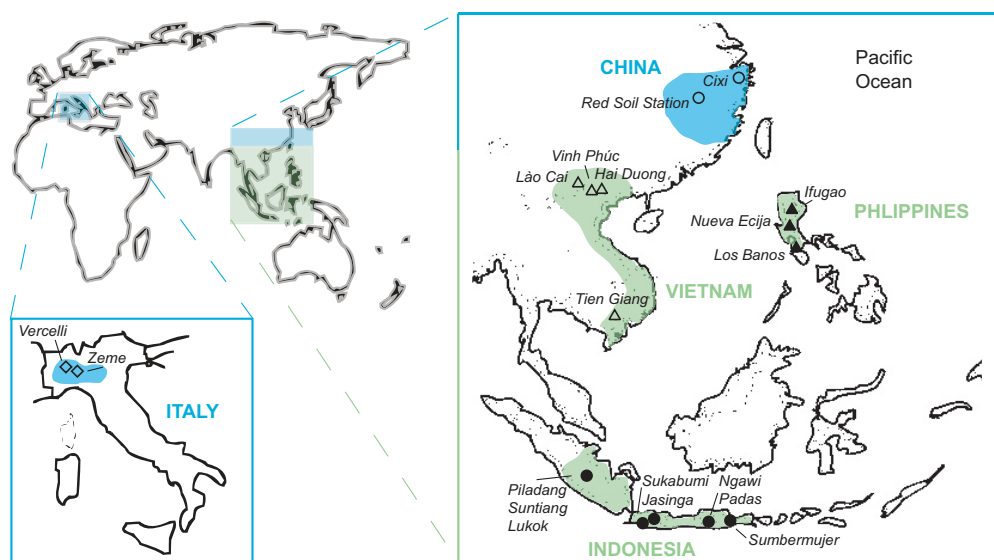 CHINA
Cixi
Red Soil Station
Pacific
Ocean
Vinh Phúc
Lào Cai
Hai Duong
Ifugao
Nueva Ecija
PHLIPPINES
Los Banos
VIETNAM
Tien Giang
Vercelli
Zeme
ITALY
Piladang
Suntiang
Lukok
Sukabumi
Jasinga
Ngawi
Padas
Sumbermujer
INDONESIA